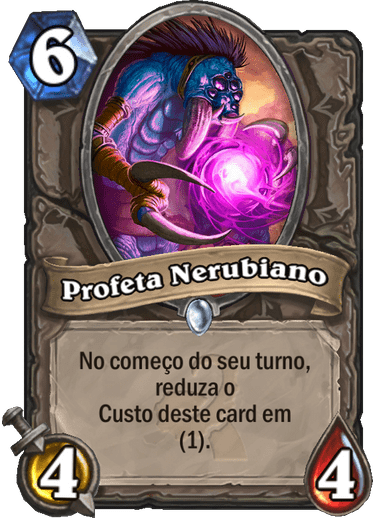 6
Profeta Nerubiano
No começo do seu turno,
reduza o
Custo deste card em
(1).
4
4